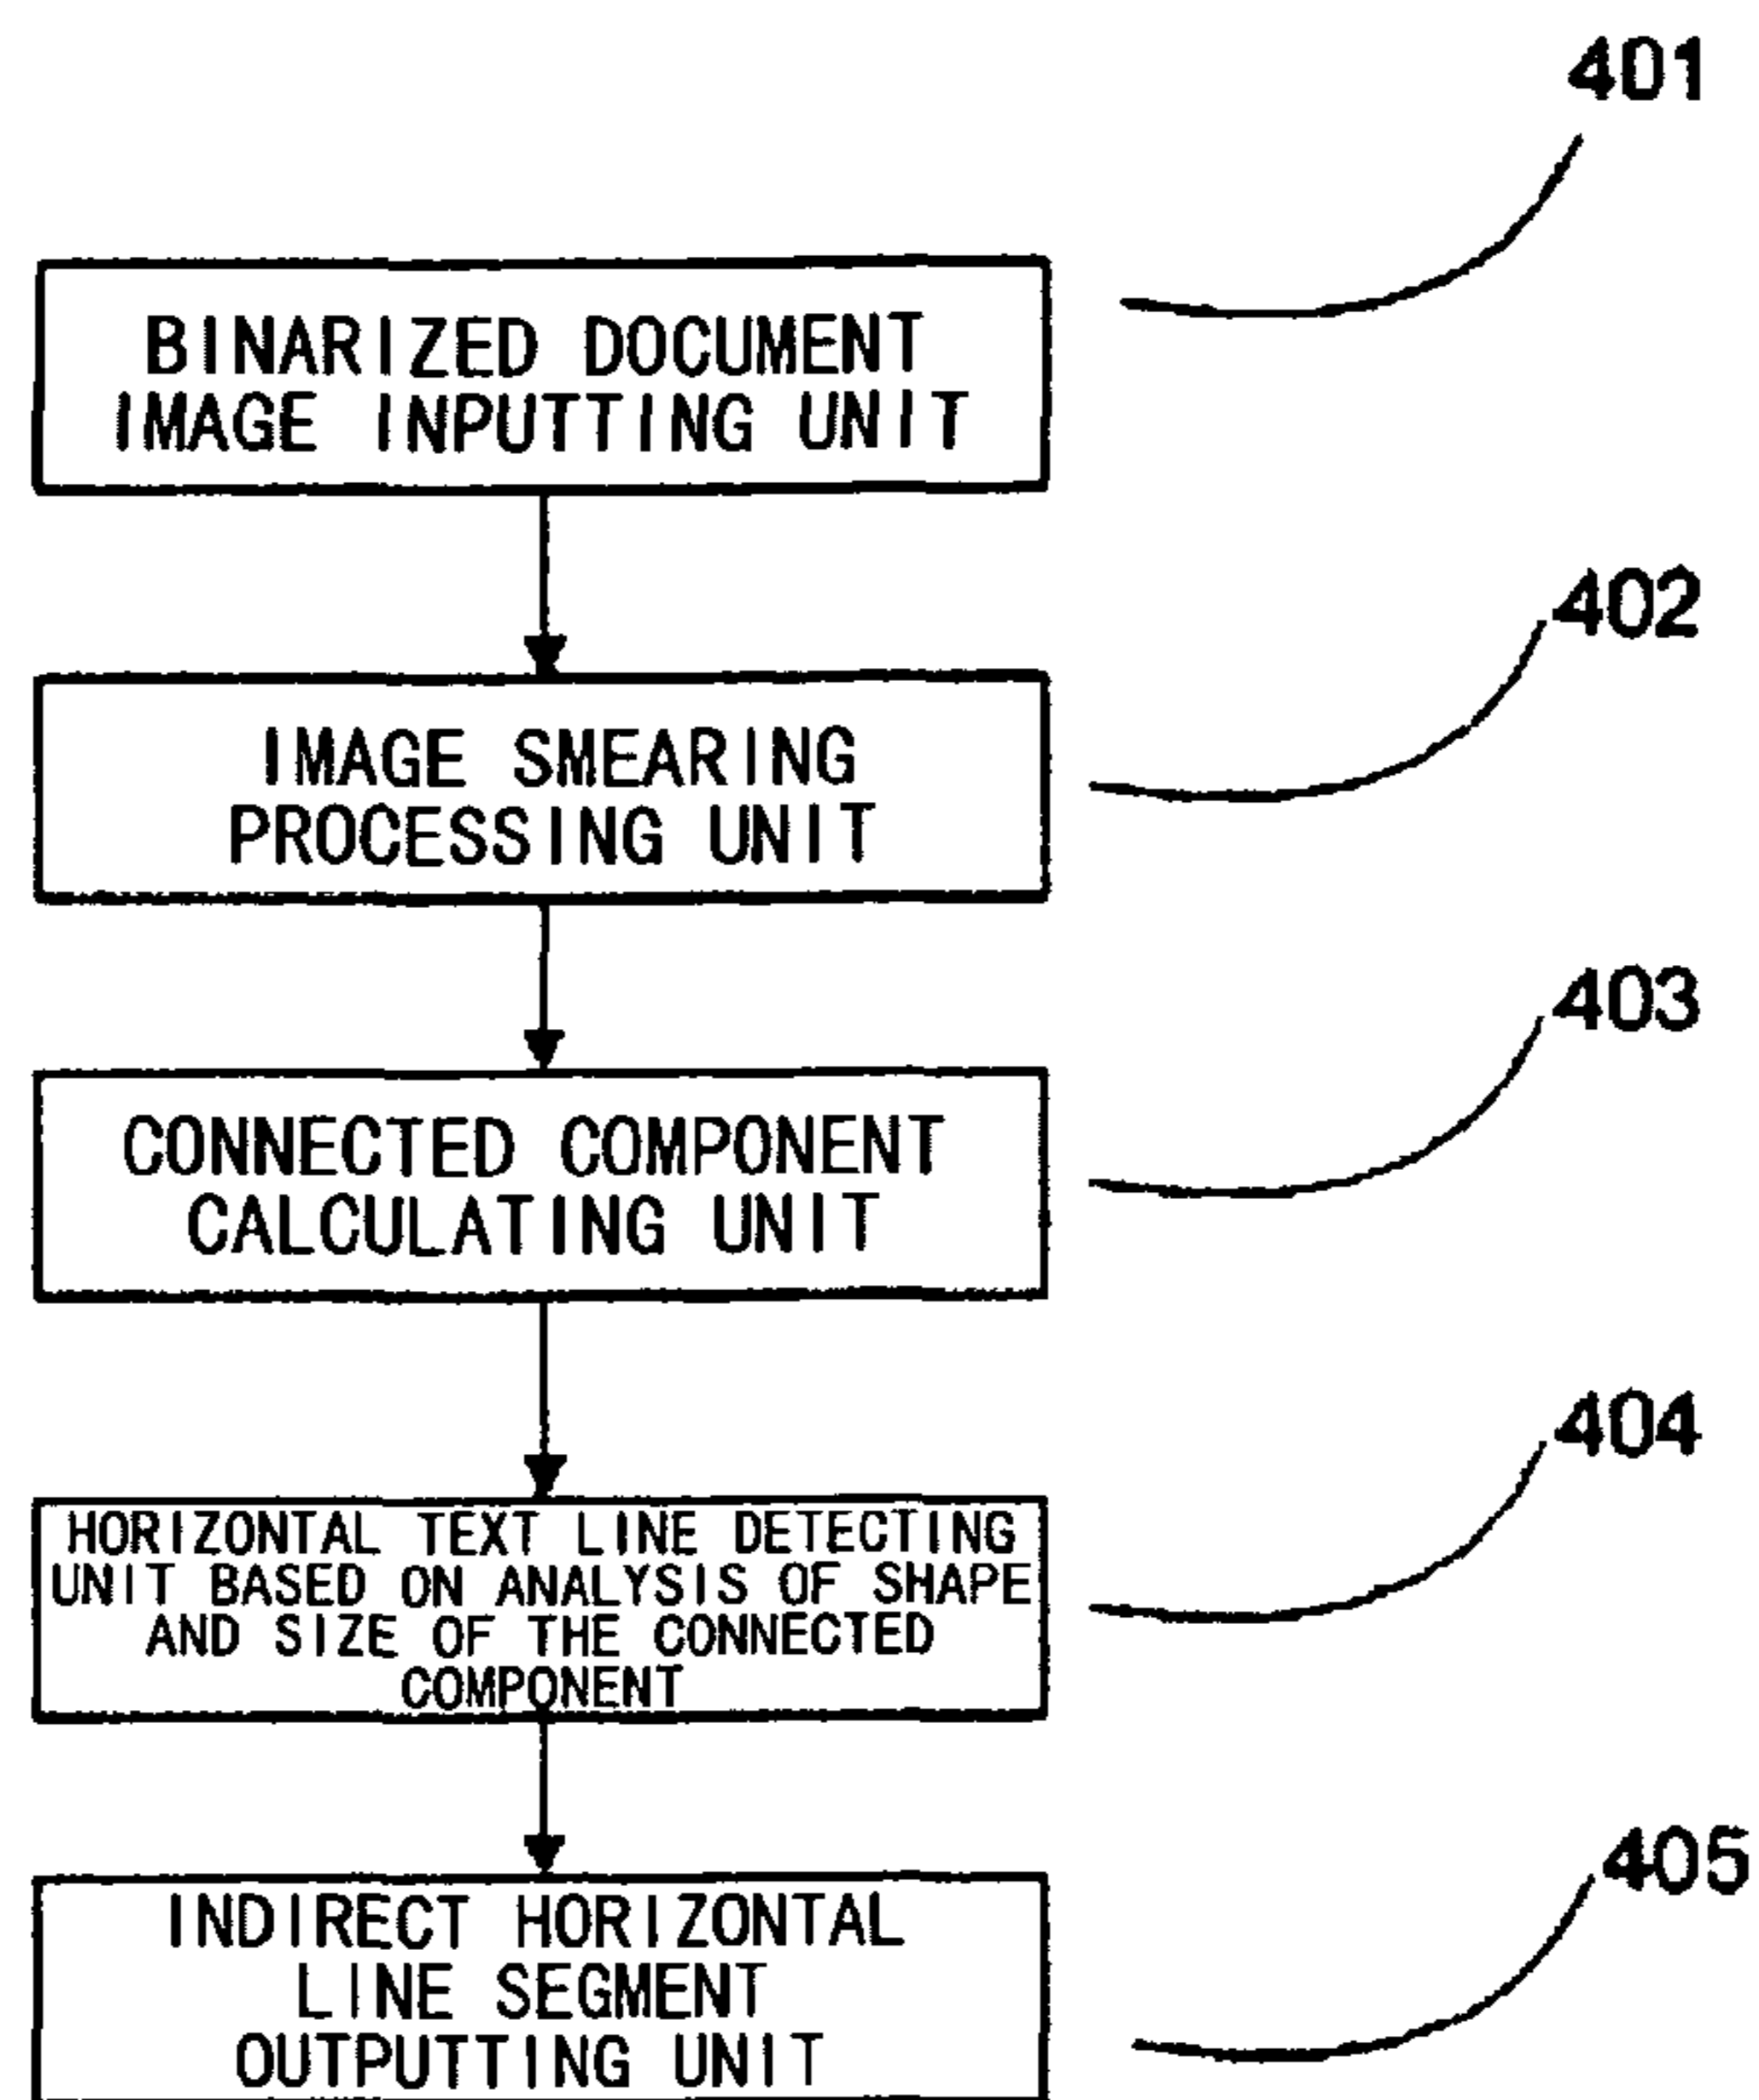 401
BINARIZED DOCUMENT
IMAGE INPUTTING UNIT
402
IMAGE SMEARING
PROCESSING UNIT
403
CONNECTED COMPONENT
CALCULATING UNIT
404
HORIZONTAL TEXT LINE DETECTING
UNIT BASED ON ANALYSIS OF SHAPE
AND SIZE OF THE CONNECTED
COMPONENT
405
INDIRECT HORIZONTAL
LINE SEGMENT
OUTPUTTING UNIT